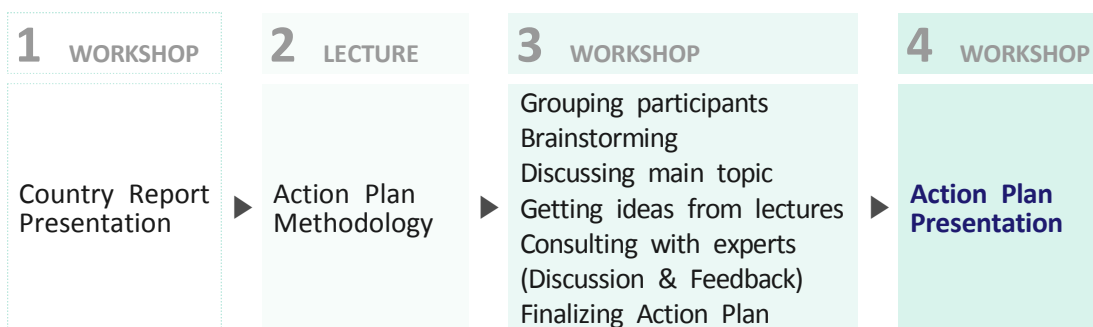 1 WORKSHOP
Country Report
Presentation
2 LECTURE
Action Plan
Methodology
3 WORKSHOP
Grouping participants
Brainstorming
Discussing main topic
Getting ideas from lectures
Consulting with experts
(Discussion & Feedback)
Finalizing Action Plan
4 WORKSHOP
Action Plan
Presentation